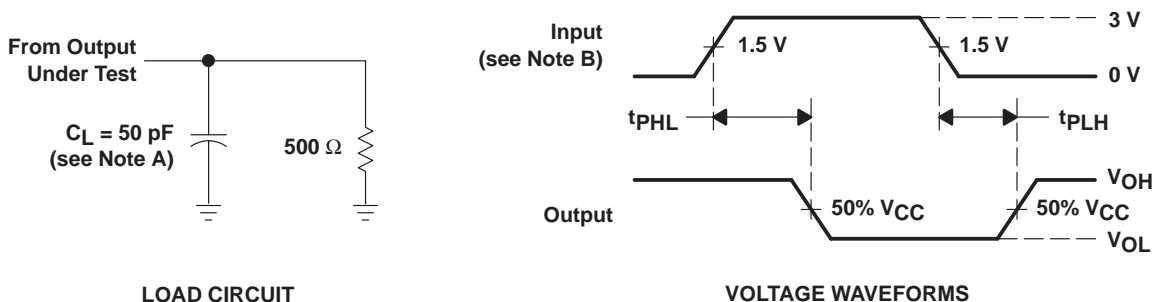 From Output
Under Test
CL = 50 pF
(see Note A)
500 Ω
LOAD CIRCUIT
Input
(see Note B)
1.5 V
1.5 V
3 V
0 V
tPHL
tPLH
Output
50% VCC
50% VCC
VOH
VOL
VOLTAGE WAVEFORMS